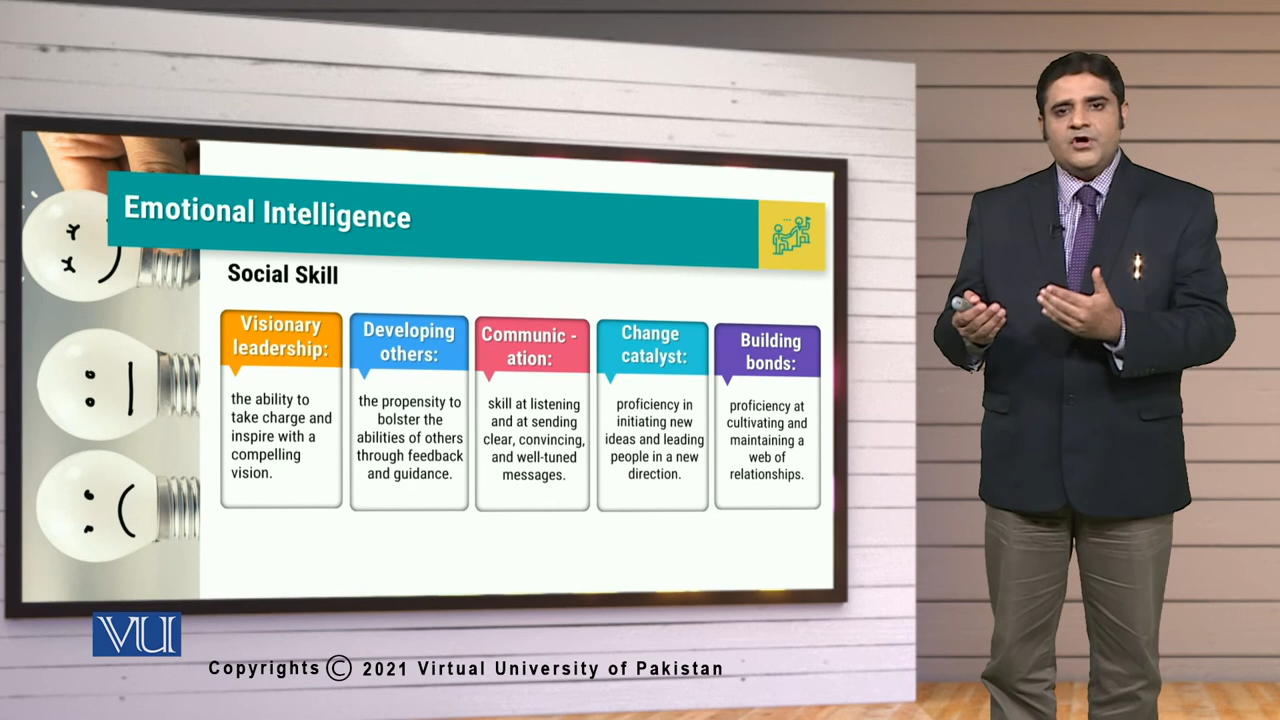 Emotional Intelligence
Social Skill
Visionary
leadership:
the ability to
take charge and
inspire with a
compelling
vision.
Developing
others:
the propensity to
bolster the
abilities of others
through feedback
and guidance.
Communic -
ation:
skill at listening
and at sending
clear, convincing,
and well-tuned
messages.
Change
catalyst:
proficiency in
initiating new
ideas and leading
people in a new
direction.
Building
bonds:
proficiency at
cultivating and
maintaining a
web of
relationships.
VU
Copyrights © 2021 Virtual University of Pakistan